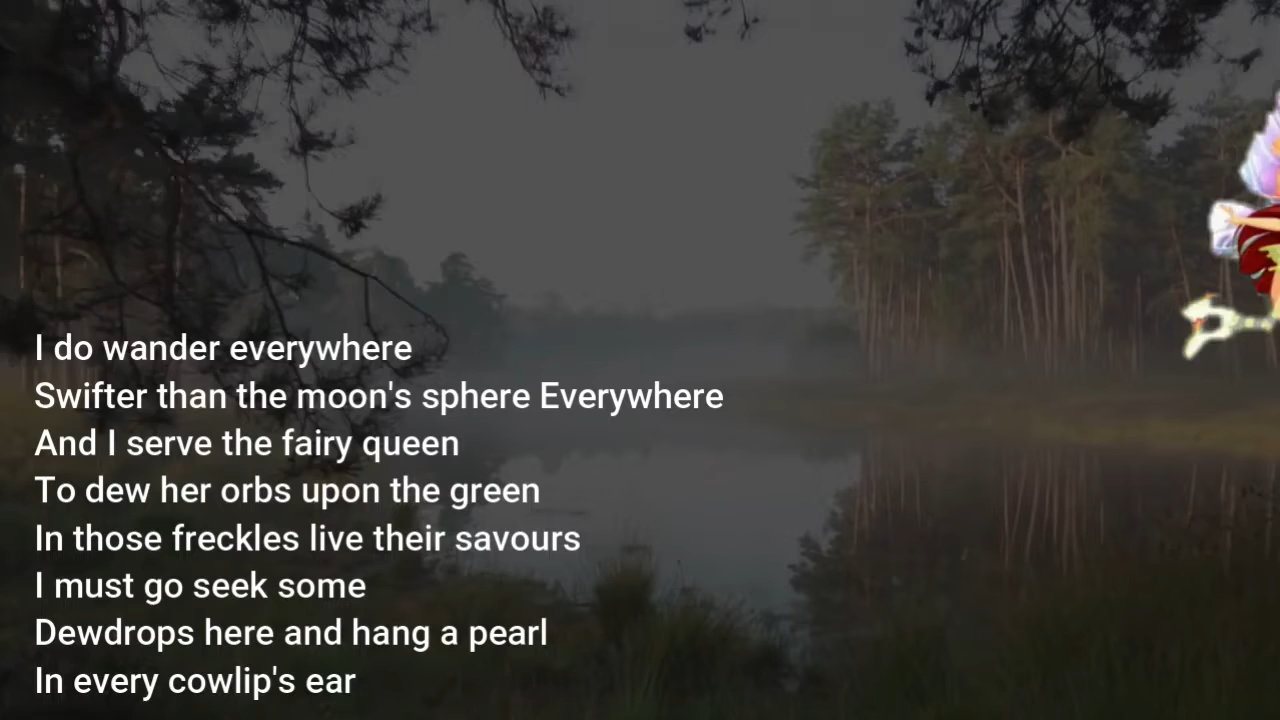 I do wander everywhere
Swifter than the moon's sphere Everywhere
And I serve the fairy queen
To dew her orbs upon the green
In those freckles live their savours
I must go seek some
Dewdrops here and hang a pearl
In every cowlip's ear